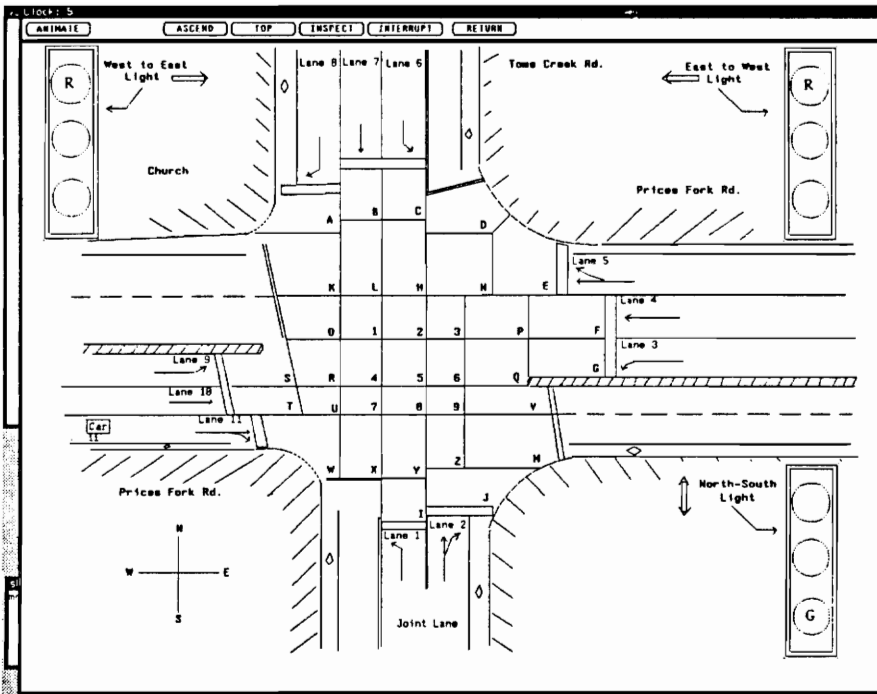 Clock: 5
ANIMATE ASCEND TOP INSPECT INTERRUPT RETURN
Lane 8 Lane 7 Lane 6
Toms Creek Rd.
West to East
Light
East to West
Light
R
R
Church
Prices Fork Rd.
A B C D
Lane 5
K L M N E
Lane 4
O 1 2 3 P F
Lane 3
Lane 9
G
S R 4 5 6 Q
Lane 10
T U 7 8 9 V
Lane 11
Car
11
W X Y Z M
Prices Fork Rd.
North-South
Light
I J
Lane 1 Lane 2
N
W E
S
G
Joint Lane